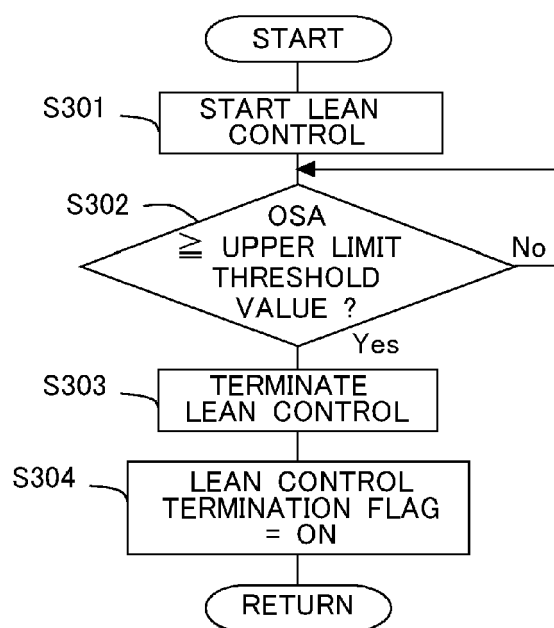 START
S301
START LEAN
CONTROL
S302
OSA
≧ UPPER LIMIT
THRESHOLD
VALUE ?
No
Yes
S303
TERMINATE
LEAN CONTROL
S304
LEAN CONTROL
TERMINATION FLAG
= ON
RETURN